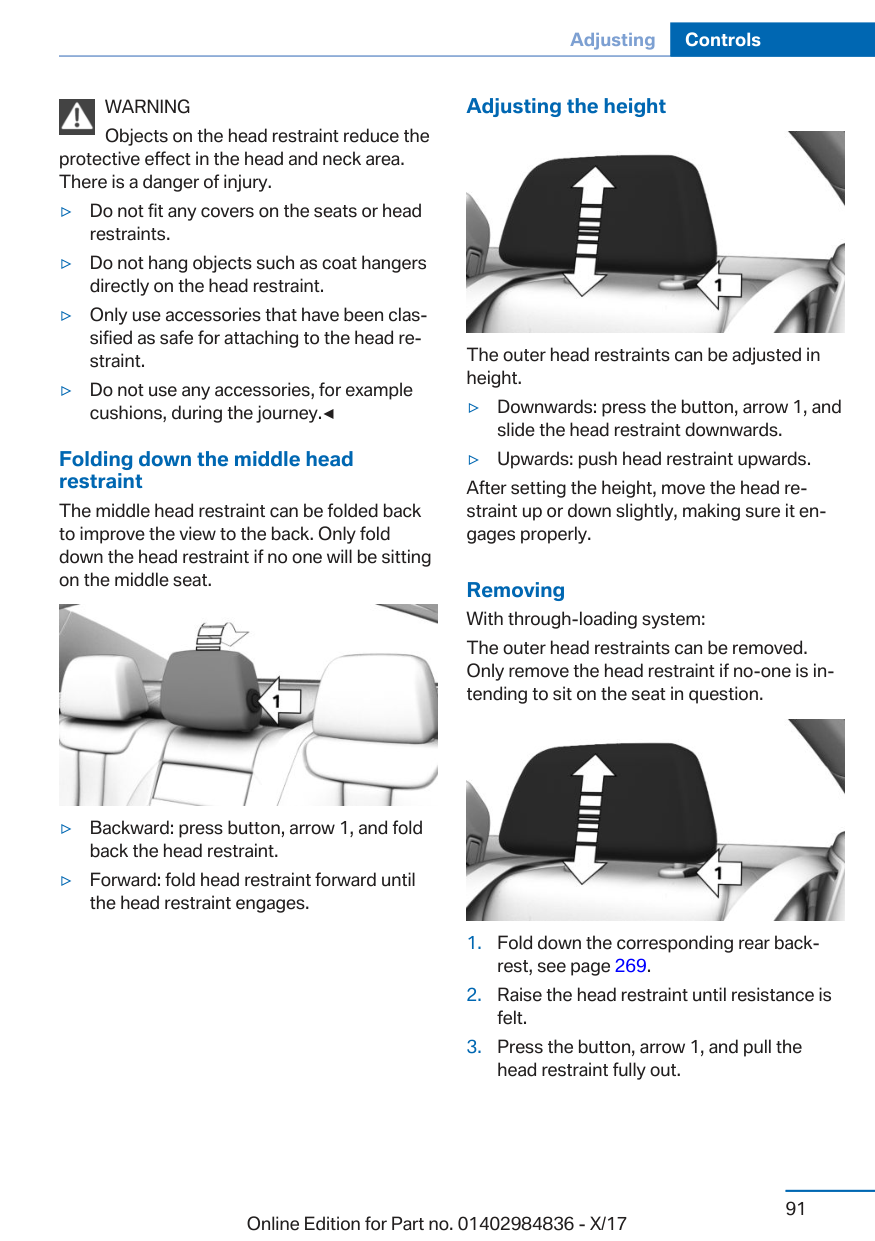 Adjusting Controls
WARNING
Objects on the head restraint reduce the
protective effect in the head and neck area.
There is a danger of injury.
▷ Do not fit any covers on the seats or head
restraints.
▷ Do not hang objects such as coat hangers
directly on the head restraint.
▷ Only use accessories that have been clas-
sified as safe for attaching to the head re-
straint.
▷ Do not use any accessories, for example
cushions, during the journey.◄
Folding down the middle head
restraint
The middle head restraint can be folded back
to improve the view to the back. Only fold
down the head restraint if no one will be sitting
on the middle seat.
1
▷ Backward: press button, arrow 1, and fold
back the head restraint.
▷ Forward: fold head restraint forward until
the head restraint engages.
Adjusting the height
1
The outer head restraints can be adjusted in
height.
▷ Downwards: press the button, arrow 1, and
slide the head restraint downwards.
▷ Upwards: push head restraint upwards.
After setting the height, move the head re-
straint up or down slightly, making sure it en-
gages properly.
Removing
With through-loading system:
The outer head restraints can be removed.
Only remove the head restraint if no-one is in-
tending to sit on the seat in question.
1
1. Fold down the corresponding rear back-
rest, see page 269.
2. Raise the head restraint until resistance is
felt.
3. Press the button, arrow 1, and pull the
head restraint fully out.
91
Online Edition for Part no. 01402984836 - X/17